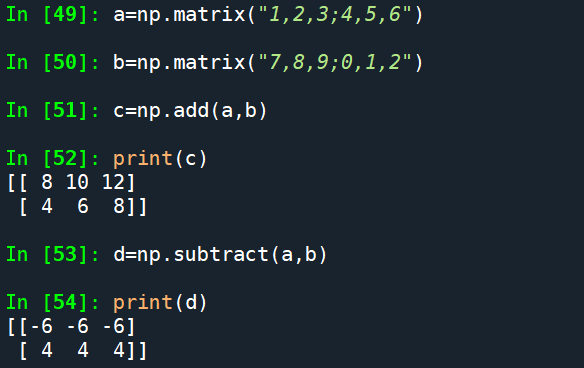 In [49]: a=np.matrix("1,2,3;4,5,6")
In [50]: b=np.matrix("7,8,9;0,1,2")
In [51]: c=np.add(a,b)
In [52]: print(c)
[[ 8 10 12]
 [ 4  6  8]]
In [53]: d=np.subtract(a,b)
In [54]: print(d)
[[-6 -6 -6]
 [ 4  4  4]]